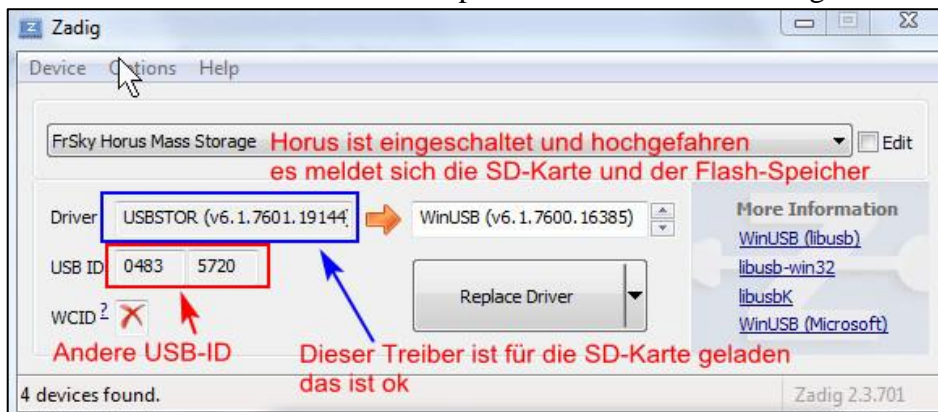 Zadig
Device Options Help
FrSky Horus Mass Storage Horus ist eingeschaltet und hochgefahren
Edit
es meldet sich die SD-Karte und der Flash-Speicher
Driver USBSTOR (v6.1.7601.19144) WinUSB (v6.1.7600.16385)
More Information
WinUSB (libusb)
USB ID 0483 5720
libusb-win32
Replace Driver
libusbK
WCID ?
WinUSB (Microsoft)
Andere USB-ID
Dieser Treiber ist für die SD-Karte geladen
das ist ok
4 devices found.
Zadig 2.3.701